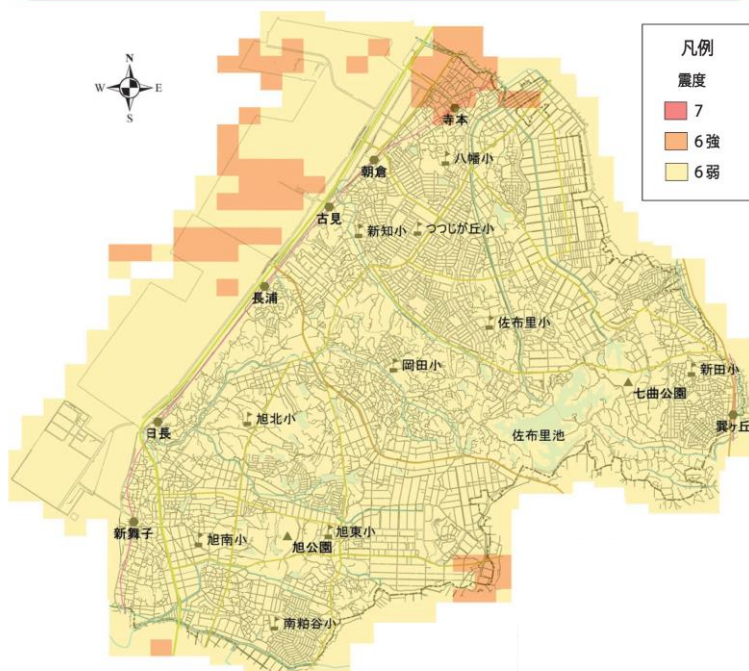 凡例
震度
7
6強
6弱
N
W
E
S
寺本
八幡小
朝倉
古見
新知小
つつじが丘小
長浦
佐布里小
岡田小
新田小
七曲公園
巽ヶ丘
旭北小
日長
佐布里池
新舞子
旭南小
旭公園
旭東小
南粕谷小